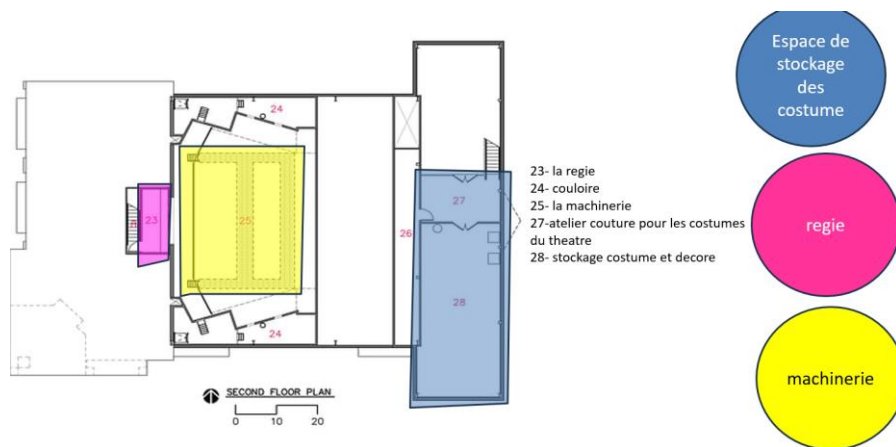 24
23
25
24
26
27
28
SECOND FLOOR PLAN
0 10 20
23- la regie
24- couloire
25- la machinerie
27-atelier couture pour les costumes
du theatre
28- stockage costume et decore
Espace de
stockage
des
costume
regie
machinerie